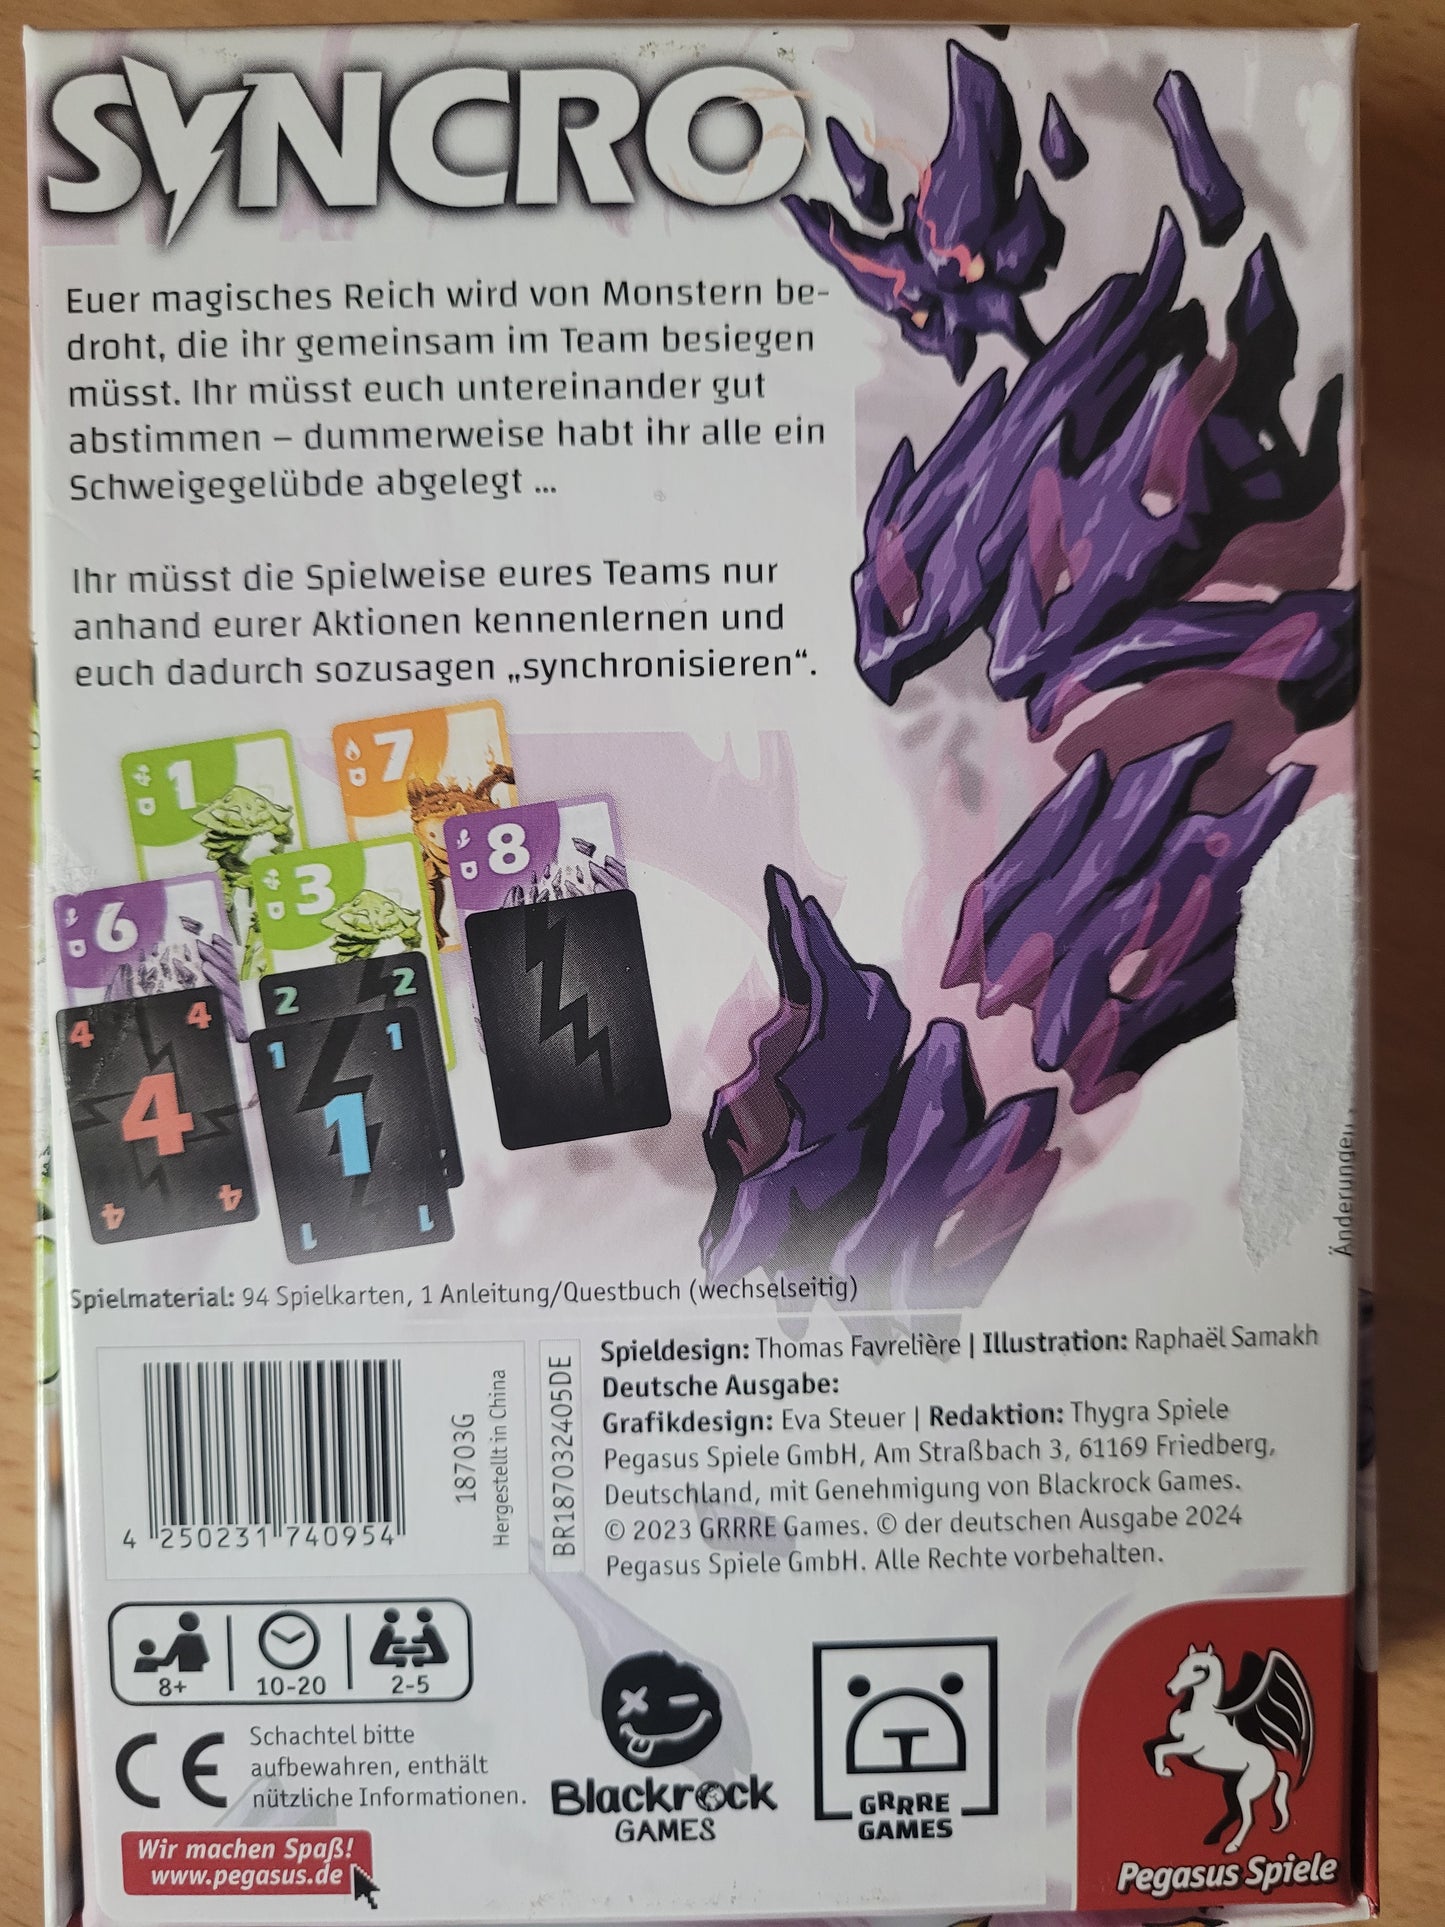 SYNCRO
Euer magisches Reich wird von Monstern be-
droht, die ihr gemeinsam im Team besiegen
müsst. Ihr müsst euch untereinander gut
abstimmen – dummerweise habt ihr alle ein
Schweigegelübde abgelegt ...
Ihr müsst die Spielweise eures Teams nur
anhand eurer Aktionen kennenlernen und
euch dadurch sozusagen „synchronisieren“.
1
7
8
3
6
2 2
4 4
4
4 4
1 1
1
1 1
Änderungen
Spielmaterial: 94 Spielkarten, 1 Anleitung/Questbuch (wechselseitig)
4 250231 740954
18703G
Hergestellt in China
BR187032405DE
Spieldesign: Thomas Favrelière | Illustration: Raphaël Samakh
Deutsche Ausgabe:
Grafikdesign: Eva Steuer | Redaktion: Thygra Spiele
Pegasus Spiele GmbH, Am Straßbach 3, 61169 Friedberg,
Deutschland, mit Genehmigung von Blackrock Games.
© 2023 GRRRE Games. © der deutschen Ausgabe 2024
Pegasus Spiele GmbH. Alle Rechte vorbehalten.
8+ 10-20 2-5
CE
Schachtel bitte
aufbewahren, enthält
nützliche Informationen.
Blackrock
GAMES
GRRRE
GAMES
Wir machen Spaß!
www.pegasus.de
Pegasus Spiele